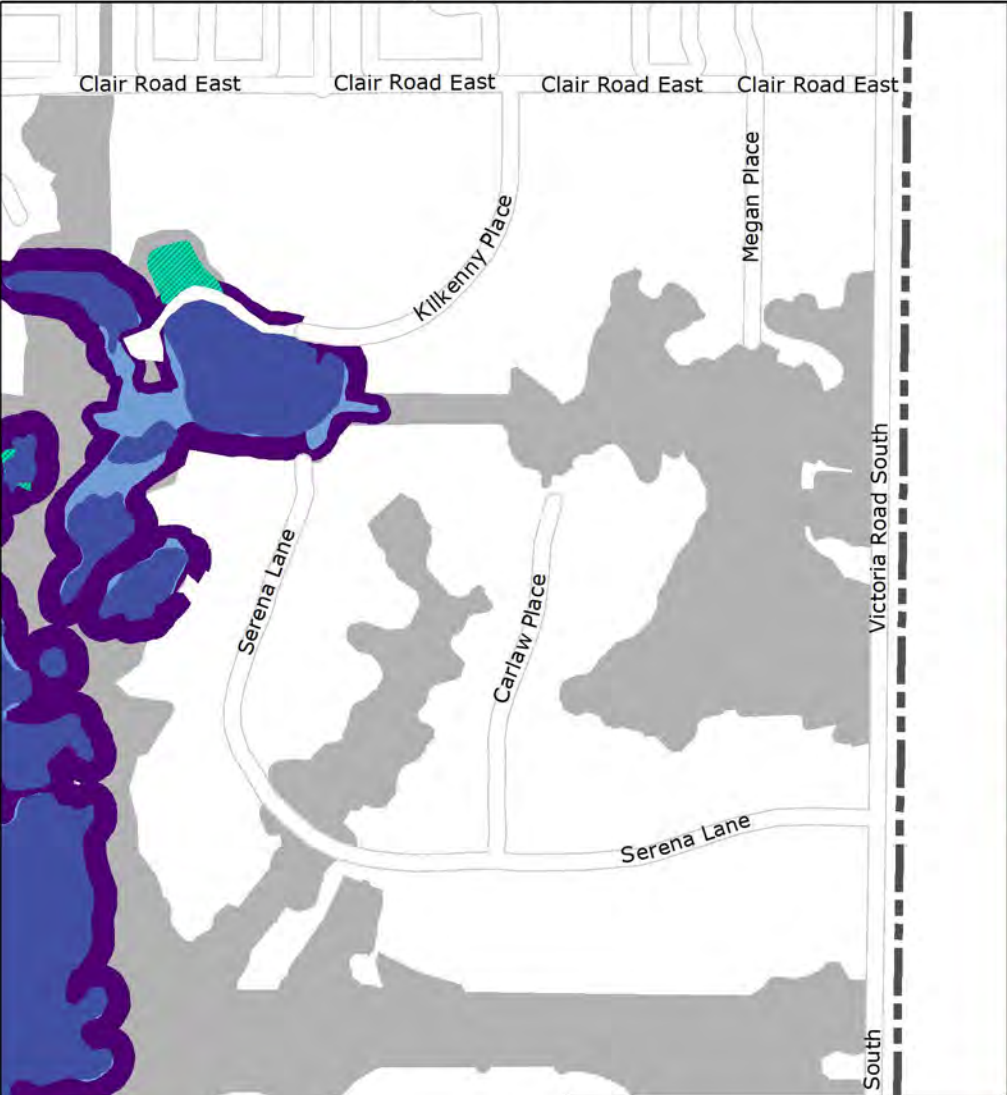 Clair Road East
Clair Road East
Clair Road East
Clair Road East
Megan Place
Kilkenny Place
Victoria Road South
Serena Lane
Carlaw Place
Serena Lane
South